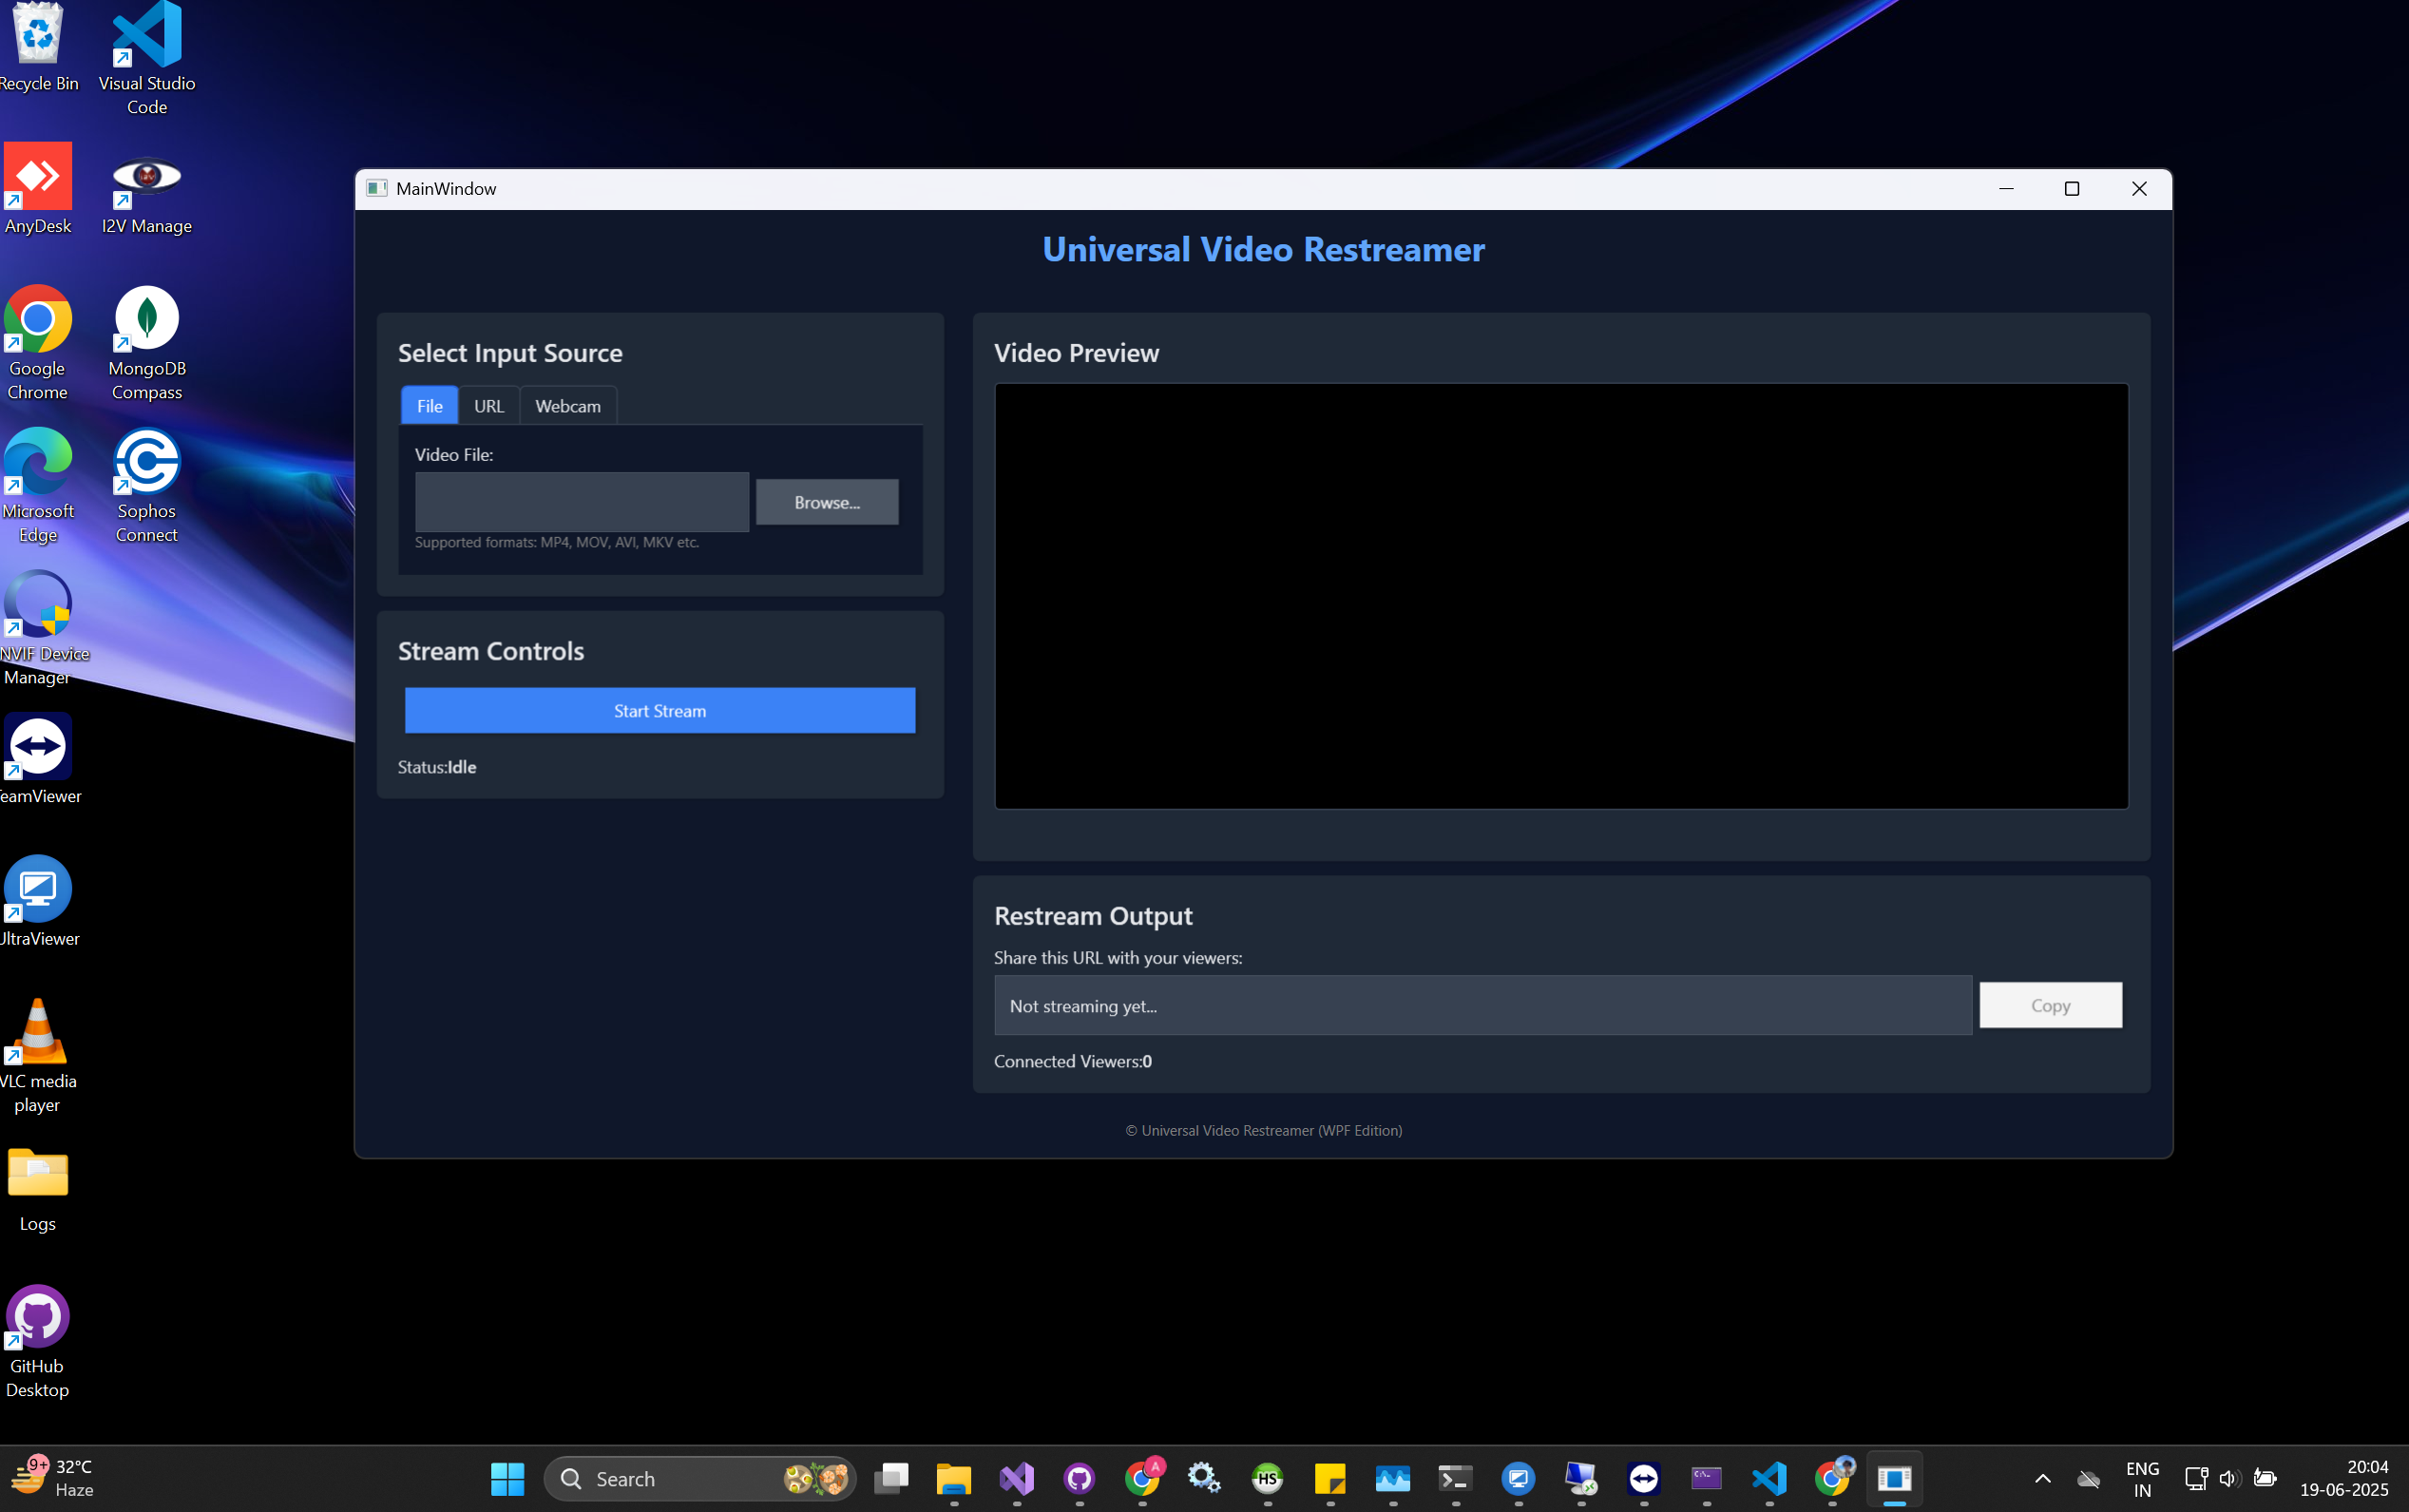 Recycle Bin
Visual Studio
Code
AnyDesk
I2V Manage
Google
Chrome
MongoDB
Compass
Microsoft
Edge
Sophos
Connect
NVIF Device
Manager
TeamViewer
UltraViewer
VLC media
player
Logs
GitHub
Desktop
MainWindow
Universal Video Restreamer
Select Input Source
File
URL
Webcam
Video File:
Browse...
Supported formats: MP4, MOV, AVI, MKV etc.
Stream Controls
Start Stream
Status:Idle
Video Preview
Restream Output
Share this URL with your viewers:
Not streaming yet...
Copy
Connected Viewers:0
© Universal Video Restreamer (WPF Edition)
9+
32°C
Haze
Search
A
HS
ENG
IN
20:04
19-06-2025